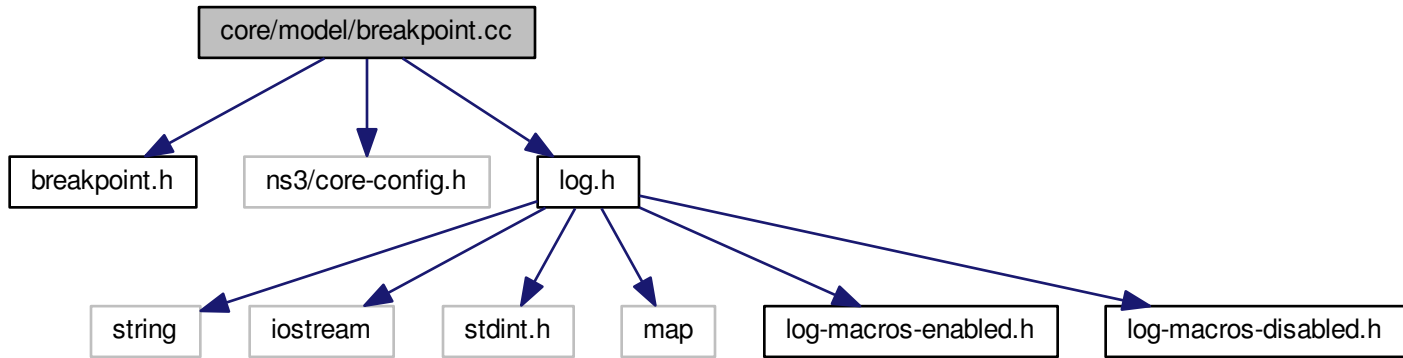 core/model/breakpoint.cc
breakpoint.h
ns3/core-config.h
log.h
string
iostream
stdint.h
map
log-macros-enabled.h
log-macros-disabled.h